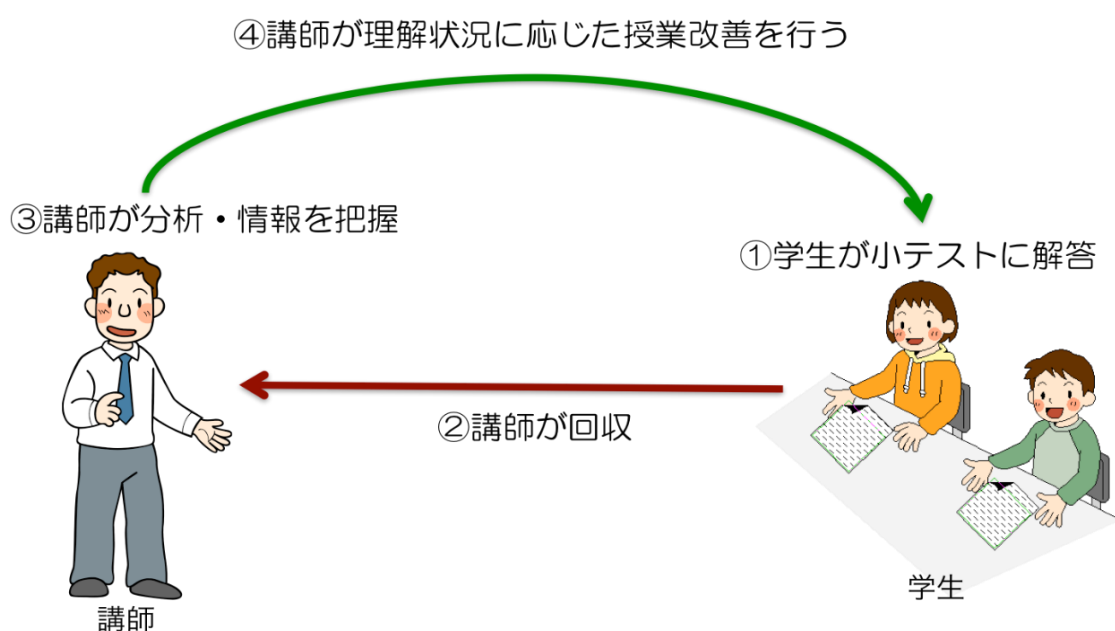 ④講師が理解状況に応じた授業改善を行う
③講師が分析・情報を把握
①学生が小テストに解答
②講師が回収
学生
講師